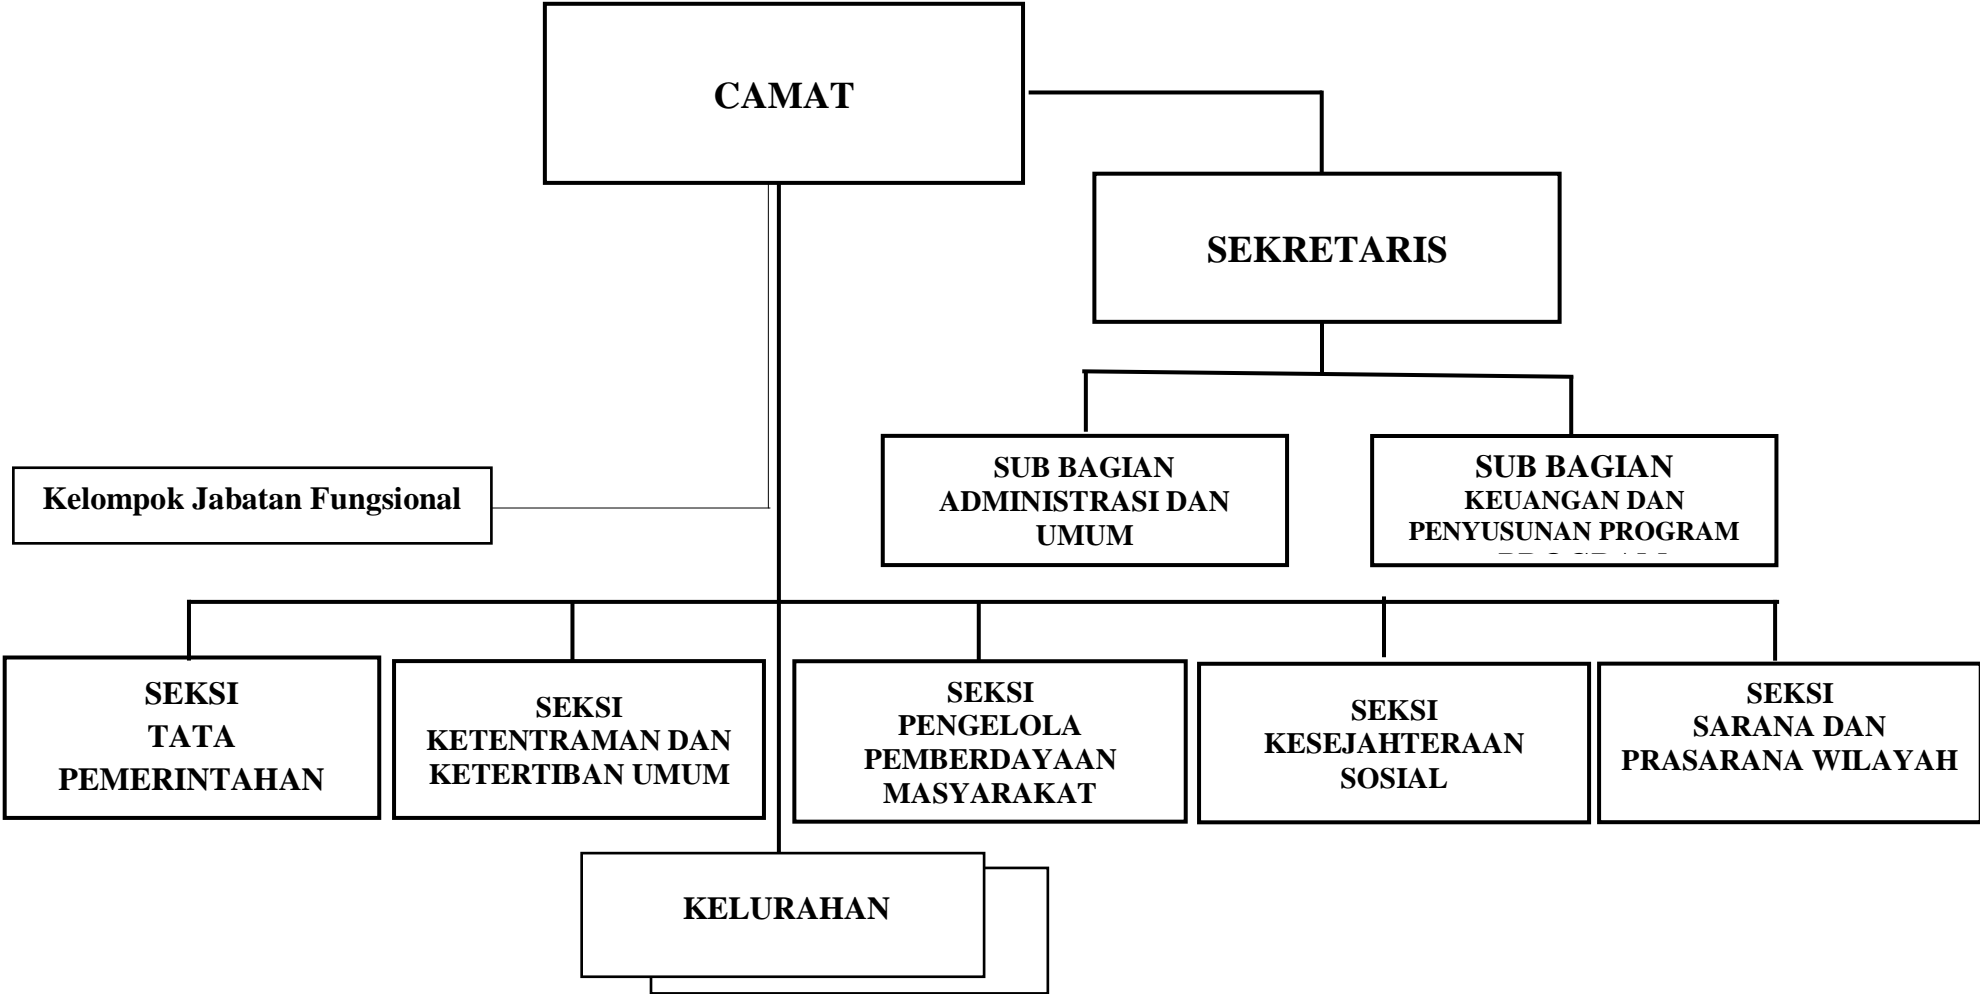 CAMAT
SEKRETARIS
SUB BAGIAN
ADMINISTRASI DAN
UMUM
SUB BAGIAN
KEUANGAN DAN
PENYUSUNAN PROGRAM
Kelompok Jabatan Fungsional
SEKSI
TATA
PEMERINTAHAN
SEKSI
KETENTRAMAN DAN
KETERTIBAN UMUM
SEKSI
PENGELOLA
PEMBERDAYAAN
MASYARAKAT
SEKSI
KESEJAHTERAAN
SOSIAL
SEKSI
SARANA DAN
PRASARANA WILAYAH
KELURAHAN